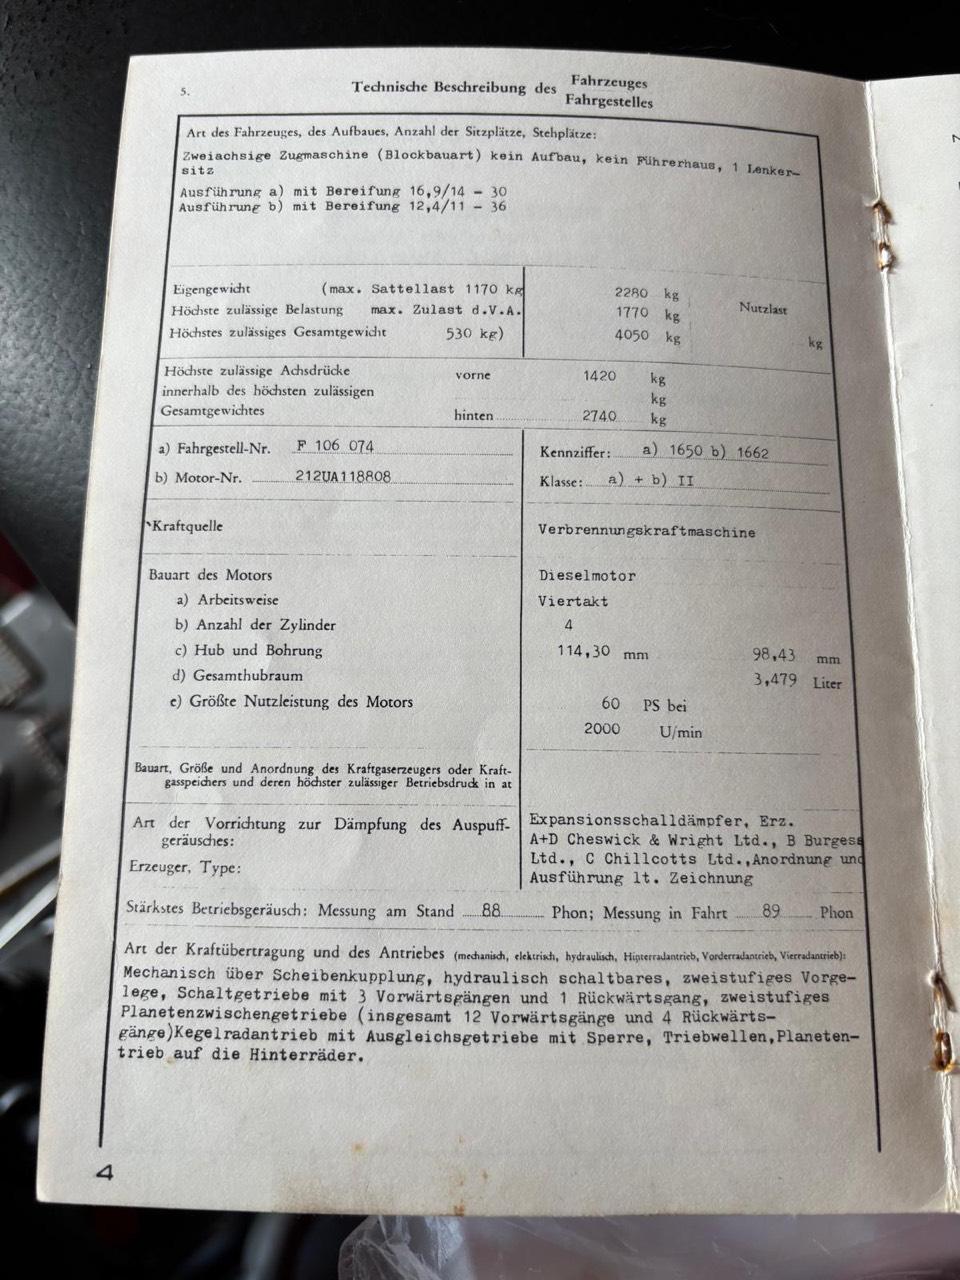 5.
Technische Beschreibung des Fahrzeuges
Fahrgestelles
Art des Fahrzeuges, des Aufbaues, Anzahl der Sitzplätze, Stehplätze:
Zweiachsige Zugmaschine (Blockbauart) kein Aufbau, kein Führerhaus, 1 Lenker-
sitz
Ausführung a) mit Bereifung 16,9/14 - 30
Ausführung b) mit Bereifung 12,4/11 - 36
Eigengewicht (max. Sattellast 1170 kg 2280 kg
Höchste zulässige Belastung max. Zulast d.V.A. 1770 kg Nutzlast
Höchstes zulässiges Gesamtgewicht 530 kg) 4050 kg kg
Höchste zulässige Achsdrücke vorne 1420 kg
innerhalb des höchsten zulässigen kg
Gesamtgewichtes hinten 2740 kg
a) Fahrgestell-Nr. F 106 074 Kennziffer: a) 1650 b) 1662
b) Motor-Nr. 212UA118808 Klasse: a) + b) II
Kraftquelle Verbrennungskraftmaschine
Bauart des Motors Dieselmotor
a) Arbeitsweise Viertakt
b) Anzahl der Zylinder 4
c) Hub und Bohrung 114,30 mm 98,43 mm
d) Gesamthubraum 3,479 Liter
e) Größte Nutzleistung des Motors 60 PS bei
2000 U/min
Bauart, Größe und Anordnung des Kraftgaserzeugers oder Kraft-
gasspeichers und deren höchster zulässiger Betriebsdruck in at
Art der Vorrichtung zur Dämpfung des Auspuff- Expansionsschalldämpfer, Erz.
geräusches: A+D Cheswick & Wright Ltd., B Burgess
Erzeuger, Type: Ltd., C Chillcotts Ltd.,Anordnung und
Ausführung lt. Zeichnung
Stärkstes Betriebsgeräusch: Messung am Stand 88 Phon; Messung in Fahrt 89 Phon
Art der Kraftübertragung und des Antriebes (mechanisch, elektrisch, hydraulisch, Hinterradantrieb, Vorderradantrieb, Vierradantrieb):
Mechanisch über Scheibenkupplung, hydraulisch schaltbares, zweistufiges Vorge-
lege, Schaltgetriebe mit 3 Vorwärtsgängen und 1 Rückwärtsgang, zweistufiges
Planetenzwischengetriebe (insgesamt 12 Vorwärtsgänge und 4 Rückwärts-
gänge)Kegelradantrieb mit Ausgleichsgetriebe mit Sperre, Triebwellen,Planeten-
trieb auf die Hinterräder.
4